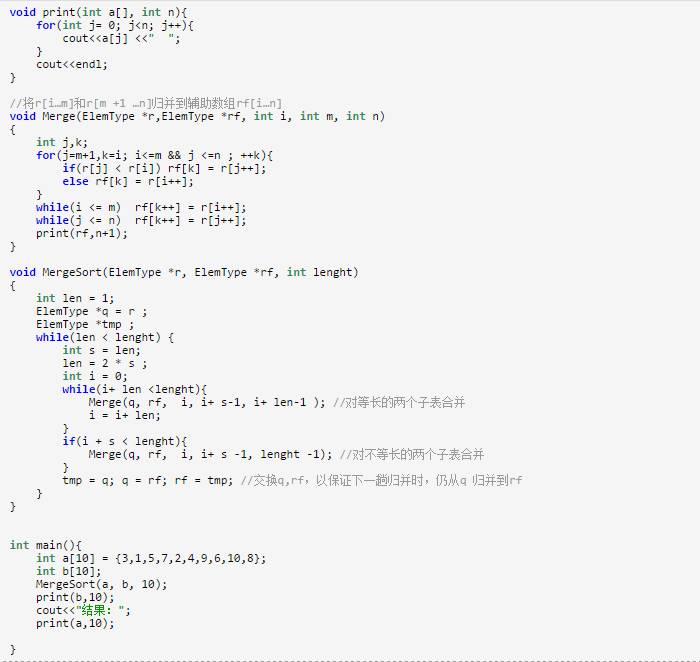 void print(int a[], int n){
    for(int j= 0; j<n; j++){
        cout<<a[j] <<"  ";
    }
    cout<<endl;
}

//将r[i…m]和r[m +1 …n]归并到辅助数组rf[i…n]
void Merge(ElemType *r,ElemType *rf, int i, int m, int n)
{
    int j,k;
    for(j=m+1,k=i; i<=m && j <=n ; ++k){
        if(r[j] < r[i]) rf[k] = r[j++];
        else rf[k] = r[i++];
    }
    while(i <= m)  rf[k++] = r[i++];
    while(j <= n)  rf[k++] = r[j++];
    print(rf,n+1);
}

void MergeSort(ElemType *r, ElemType *rf, int lenght)
{
    int len = 1;
    ElemType *q = r ;
    ElemType *tmp ;
    while(len < lenght) {
        int s = len;
        len = 2 * s ;
        int i = 0;
        while(i+ len <lenght){
            Merge(q, rf,  i, i+ s-1, i+ len-1 ); //对等长的两个子表合并
            i = i+ len;
        }
        if(i + s < lenght){
            Merge(q, rf,  i, i+ s -1, lenght -1); //对不等长的两个子表合并
        }
        tmp = q; q = rf; rf = tmp; //交换q,rf，以保证下一趟归并时，仍从q 归并到rf
    }
}


int main(){
    int a[10] = {3,1,5,7,2,4,9,6,10,8};
    int b[10];
    MergeSort(a, b, 10);
    print(b,10);
    cout<<"结果：";
    print(a,10);

}